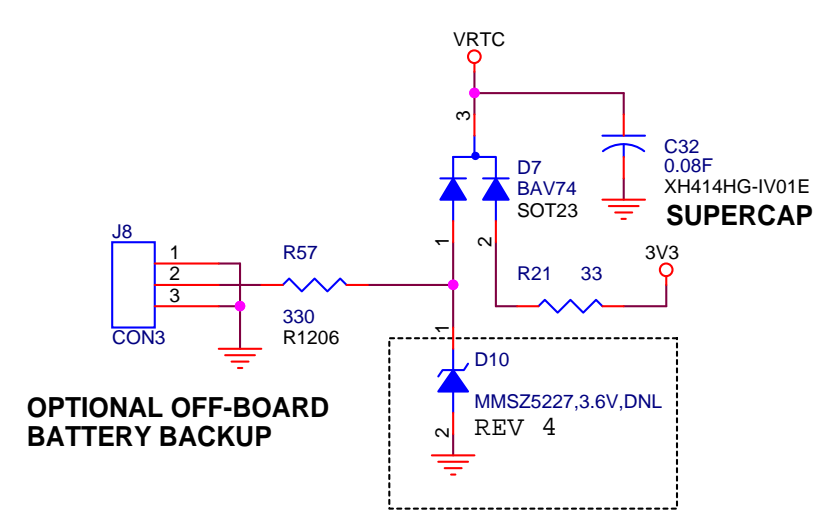 VRTC
3
C32
0.08F
XH414HG-IV01E
SUPERCAP
D7
BAV74
SOT23
1
2
J8
1
2
3
CON3
R57
330
R1206
R21 33
3V3
1
D10
MMSZ5227,3.6V,DNL
REV 4
2
OPTIONAL OFF-BOARD
BATTERY BACKUP